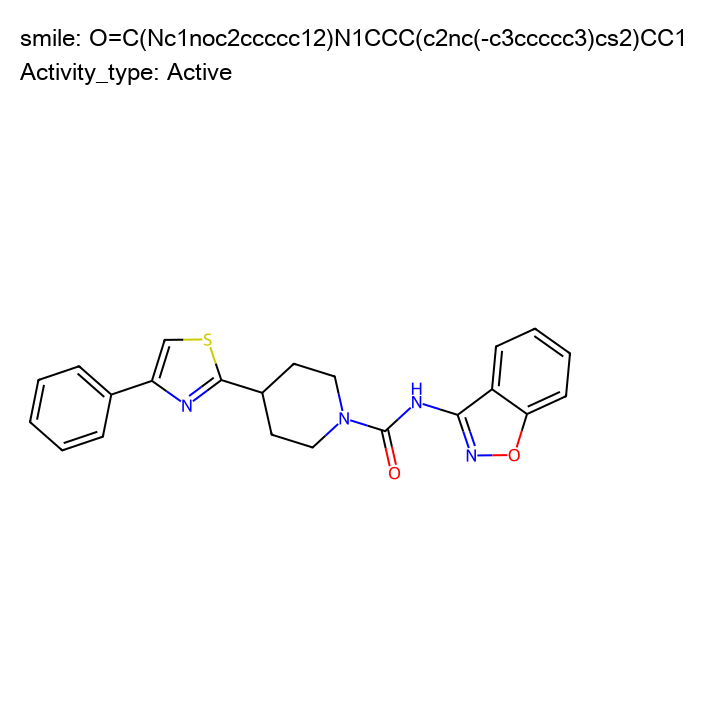 smile: O=C(Nc1noc2ccccc12)N1CCC(c2nc(-c3ccccc3)cs2)CC1
Activity_type: Active
S
N
N
O
H
N
N
O